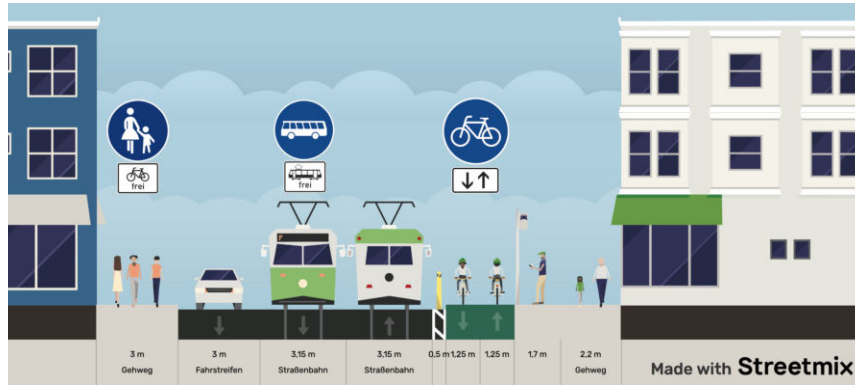 frei
frei
3 m
Gehweg
3 m
Fahrstreifen
3,15 m
Straßenbahn
3,15 m
Straßenbahn
0,5 m
1,25 m
1,25 m
1,7 m
2,2 m
Gehweg
Made with Streetmix